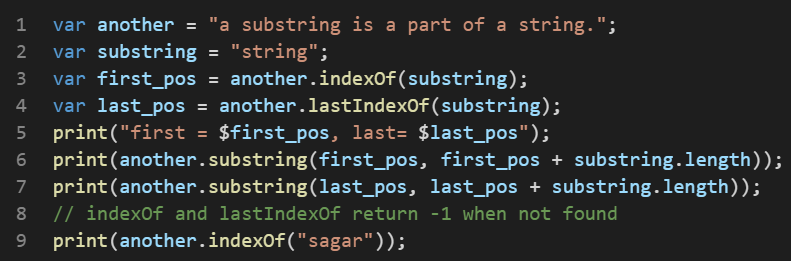 1 var another = "a substring is a part of a string.";
2 var substring = "string";
3 var first_pos = another.indexOf(substring);
4 var last_pos = another.lastIndexOf(substring);
5 print("first = $first_pos, last= $last_pos");
6 print(another.substring(first_pos, first_pos + substring.length));
7 print(another.substring(last_pos, last_pos + substring.length));
8 // indexOf and lastIndexOf return -1 when not found
9 print(another.indexOf("sagar"));